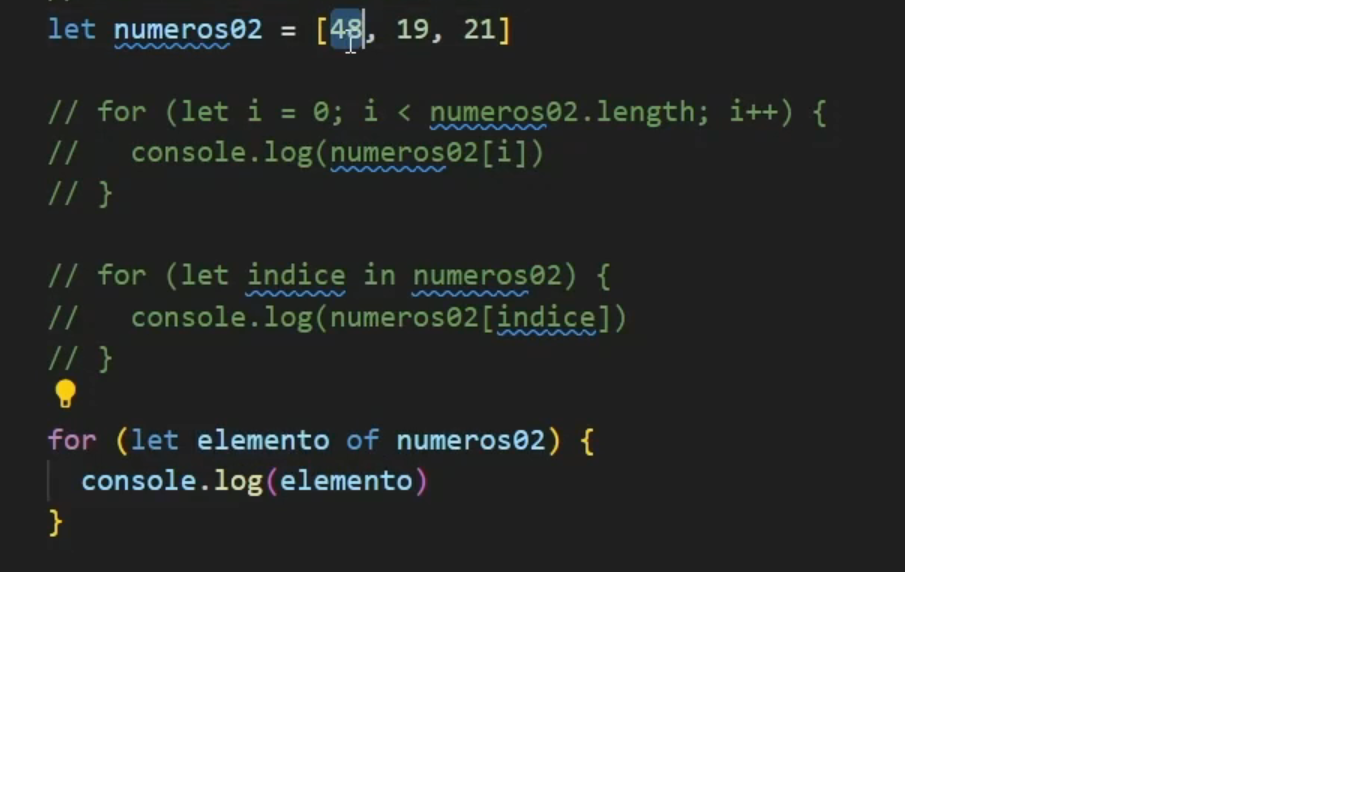 let numeros02 = [48, 19, 21]
// for (let i = 0; i < numeros02.length; i++) {
//   console.log(numeros02[i])
// }
// for (let indice in numeros02) {
//   console.log(numeros02[indice])
// }
for (let elemento of numeros02) {
  console.log(elemento)
}